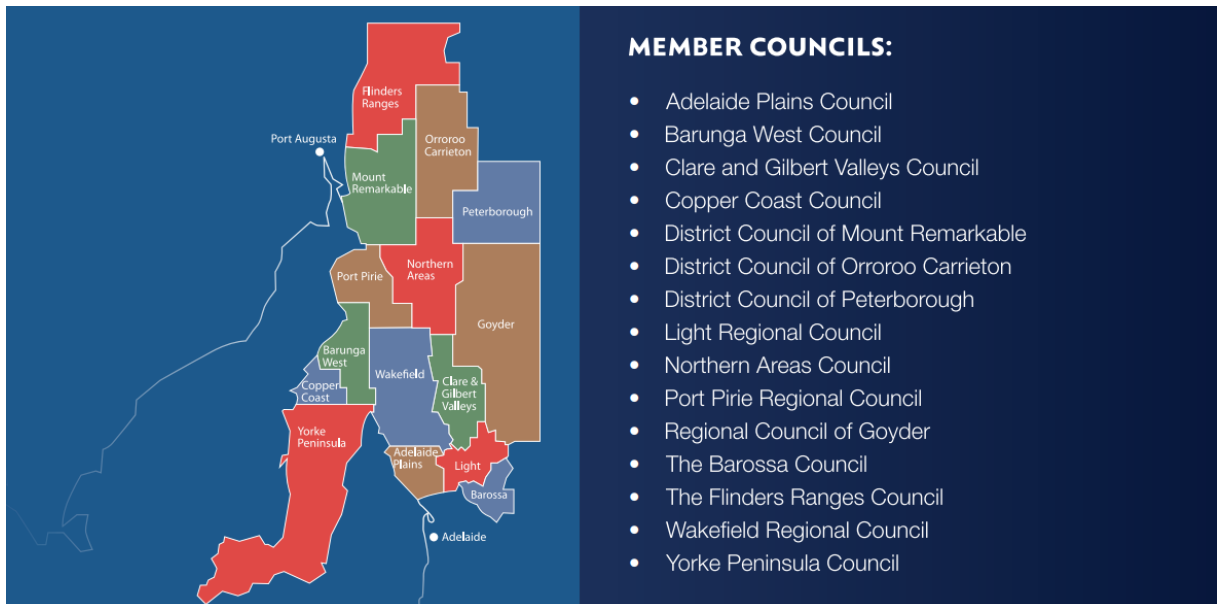 Flinders
Ranges
Port Augusta
Orroroo
Carrieton
Mount
Remarkable
Peterborough
Northern
Areas
Port Pirie
Goyder
Barunga
West
Wakefield
Copper
Coast
Clare &
Gilbert
Valleys
Yorke
Peninsula
Adelaide
Plains
Light
Barossa
Adelaide
MEMBER COUNCILS:
• Adelaide Plains Council
• Barunga West Council
• Clare and Gilbert Valleys Council
• Copper Coast Council
• District Council of Mount Remarkable
• District Council of Orroroo Carrieton
• District Council of Peterborough
• Light Regional Council
• Northern Areas Council
• Port Pirie Regional Council
• Regional Council of Goyder
• The Barossa Council
• The Flinders Ranges Council
• Wakefield Regional Council
• Yorke Peninsula Council